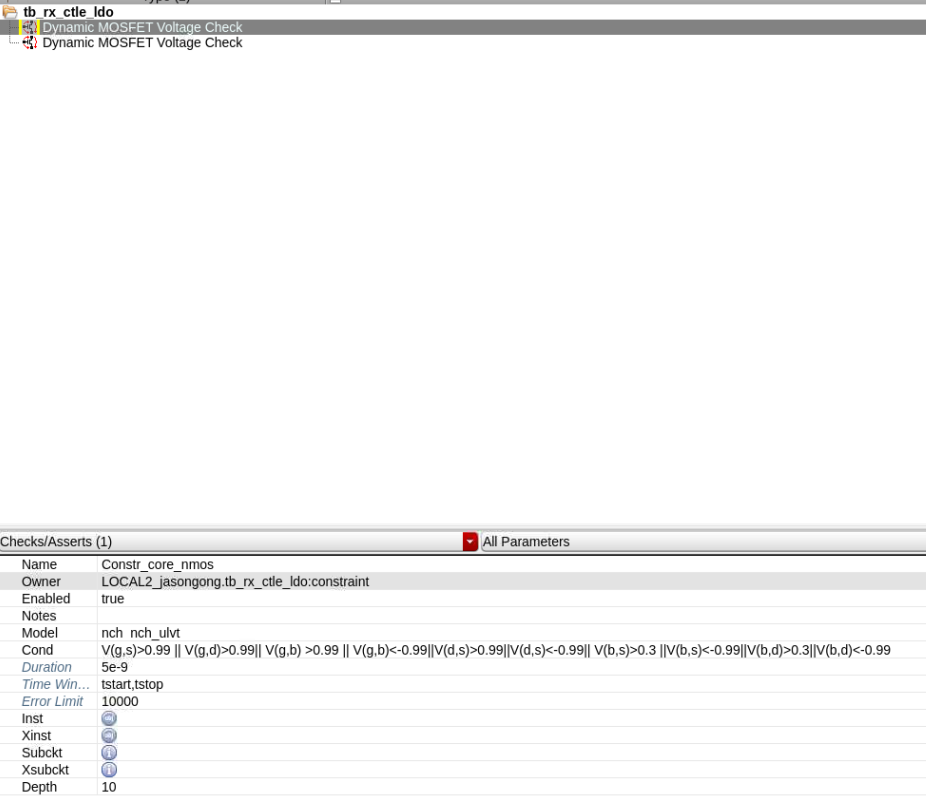 tb_rx_ctle_ldo
Dynamic MOSFET Voltage Check
Dynamic MOSFET Voltage Check
Checks/Asserts (1) All Parameters
Name Constr_core_nmos
Owner LOCAL2_jasongong.tb_rx_ctle_ldo:constraint
Enabled true
Notes
Model nch nch_ulvt
Cond V(g,s)>0.99 || V(g,d)>0.99|| V(g,b) >0.99 || V(g,b)<-0.99||V(d,s)>0.99||V(d,s)<-0.99|| V(b,s)>0.3 ||V(b,s)<-0.99||V(b,d)>0.3||V(b,d)<-0.99
Duration 5e-9
Time Win... tstart,tstop
Error Limit 10000
Inst
Xinst
Subckt
Xsubckt
Depth 10